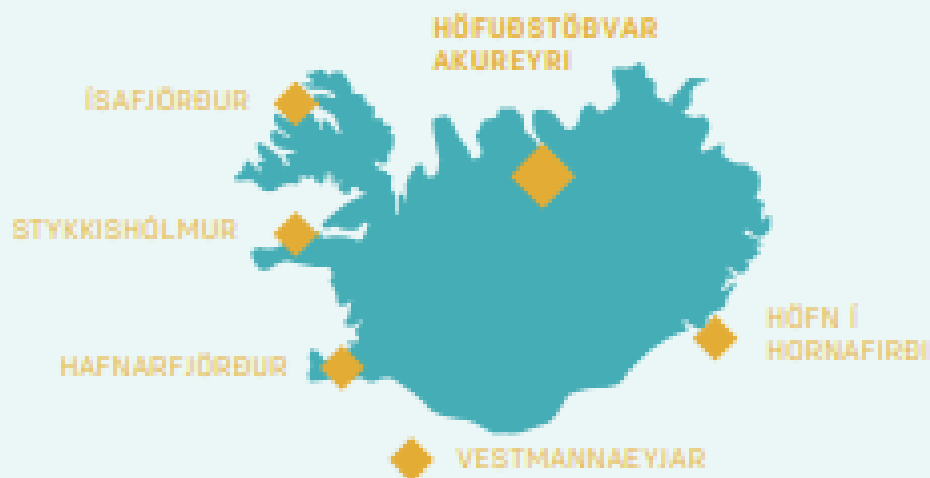 HÖFUÐSTÖÐVAR
AKUREYRI
ÍSAFJÖRÐUR
STYKKISHÓLMUR
HÖFN Í
HORNAFIRÐI
HAFNARFJÖRÐUR
VESTMANNAEYJAR